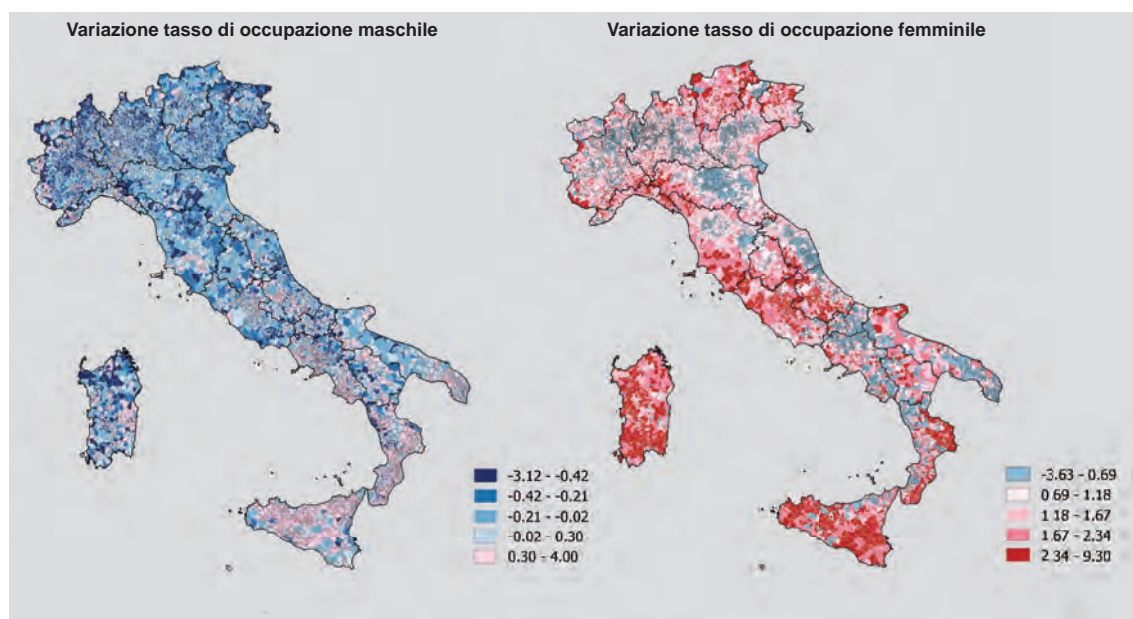 Variazione tasso di occupazione maschile
Variazione tasso di occupazione femminile
-3.12 - -0.42
-0.42 - -0.21
-0.21 - -0.02
-0.02 - 0.30
0.30 - 4.00
-3.63 - 0.69
0.69 - 1.18
1.18 - 1.67
1.67 - 2.34
2.34 - 9.30